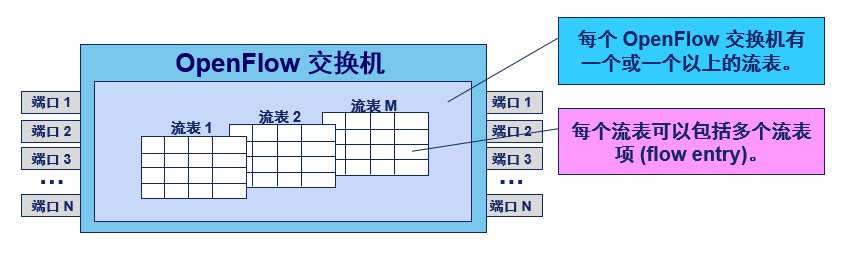 OpenFlow 交换机
端口 1
端口 2
端口 3
...
端口 N
流表 1
流表 2
流表 M
端口 1
端口 2
端口 3
...
端口 N
每个 OpenFlow 交换机有
一个或一个以上的流表。
每个流表可以包括多个流表
项 (flow entry)。